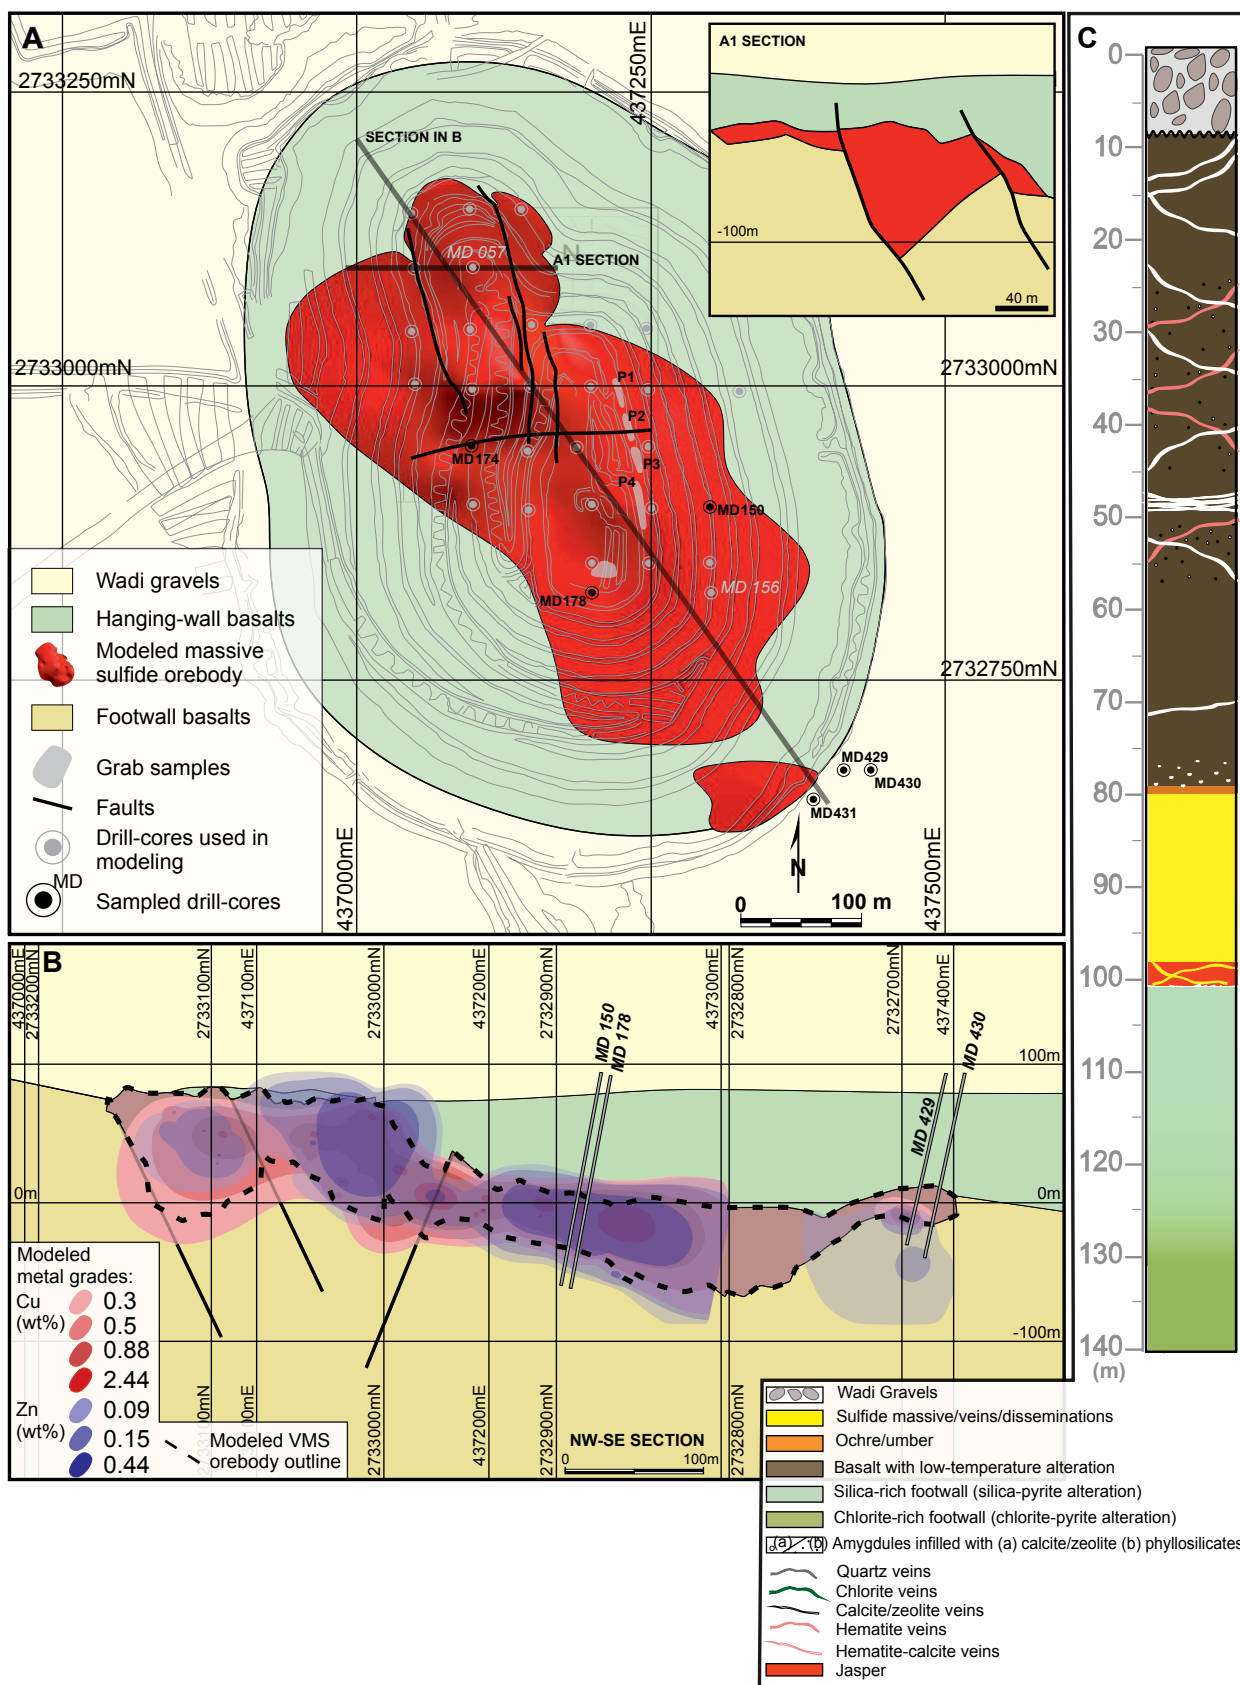 A
2733250mN
437250mE
SECTION IN B
MD 057
A1 SECTION
N
2733000mN
2733000mN
P1
P2
P3
P4
MD174
MD150
MD178
MD 156
2732750mN
MD429
MD430
MD431
437000mE
437500mE
N
0
100 m
A1 SECTION
-100m
40 m
Wadi gravels
Hanging-wall basalts
Modeled massive
sulfide orebody
Footwall basalts
Grab samples
Faults
Drill-cores used in
modeling
MD
Sampled drill-cores
B
437000mE
2733200mN
2733100mN
437100mE
2733000mN
437200mE
2732900mN
MD 150
MD 178
437300mE
2732800mN
2732700mN
437400mE
MD 429
MD 430
100m
0m
0m
-100m
Modeled
metal grades:
Cu
(wt%)
0.3
0.5
0.88
2.44
Zn
(wt%)
0.09
0.15
0.44
Modeled VMS
orebody outline
2733000mN
437200mE
2732900mN
NW-SE SECTION
0
100m
2732800mN
C
0
10
20
30
40
50
60
70
80
90
100
110
120
130
140
(m)
Wadi Gravels
Sulfide massive/veins/disseminations
Ochre/umber
Basalt with low-temperature alteration
Silica-rich footwall (silica-pyrite alteration)
Chlorite-rich footwall (chlorite-pyrite alteration)
(a) (b) Amygdules infilled with (a) calcite/zeolite (b) phyllosilicates
Quartz veins
Chlorite veins
Calcite/zeolite veins
Hematite veins
Hematite-calcite veins
Jasper